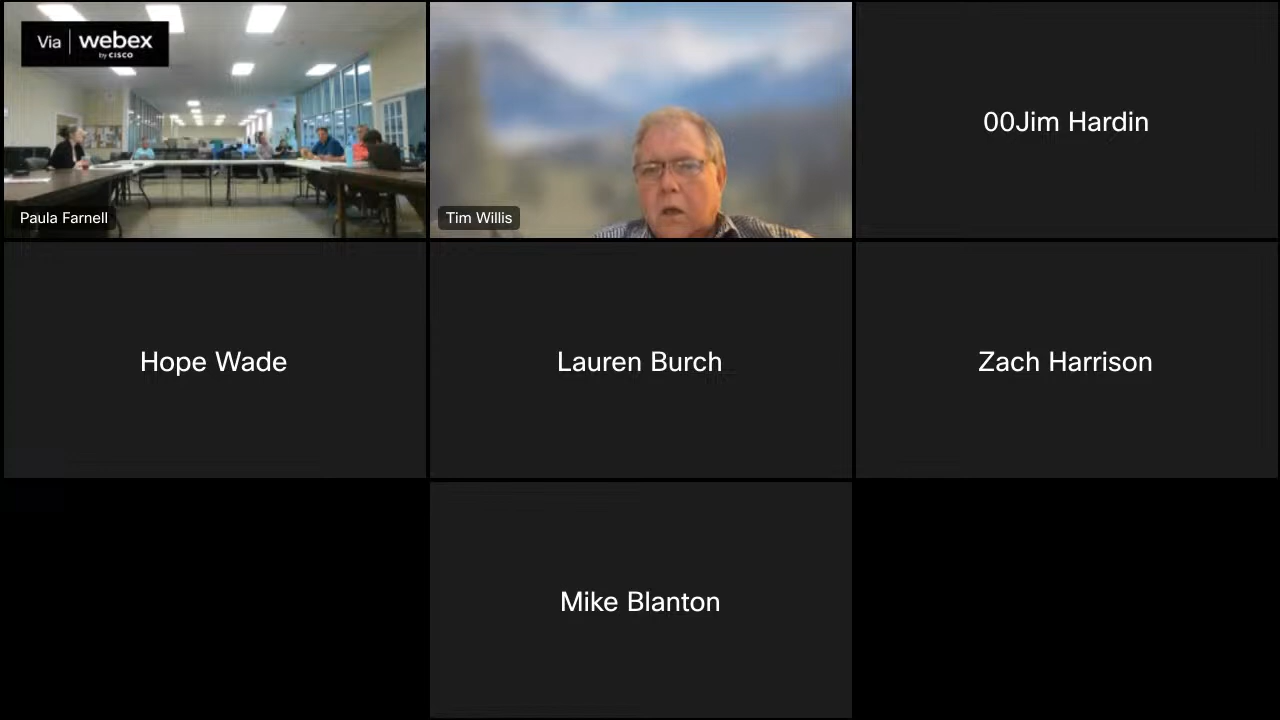 Via | webex
by CISCO
Paula Farnell
Tim Willis
00Jim Hardin
Hope Wade
Lauren Burch
Zach Harrison
Mike Blanton